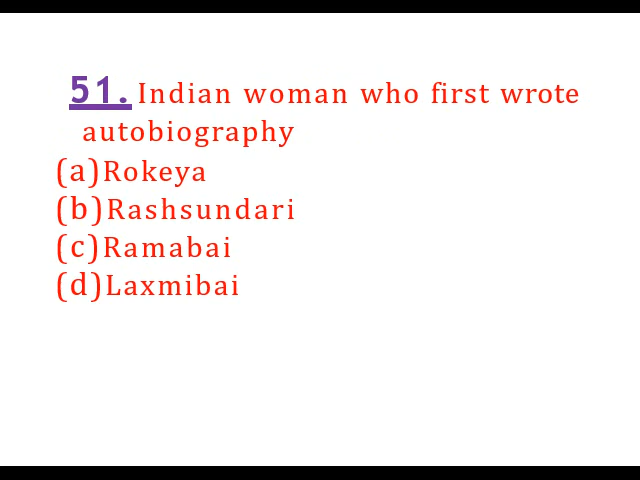 51. Indian woman who first wrote
autobiography
(a)Rokeya
(b)Rashsundari
(c)Ramabai
(d)Laxmibai